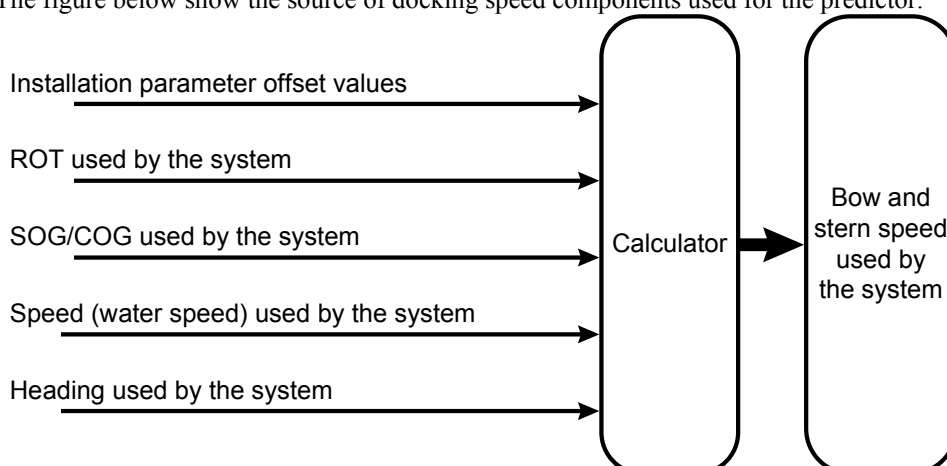 The figure below show the source of docking speed components used for the predictor.
Installation parameter offset values
ROT used by the system
SOG/COG used by the system
Speed (water speed) used by the system
Heading used by the system
Calculator
Bow and
stern speed
used by
the system